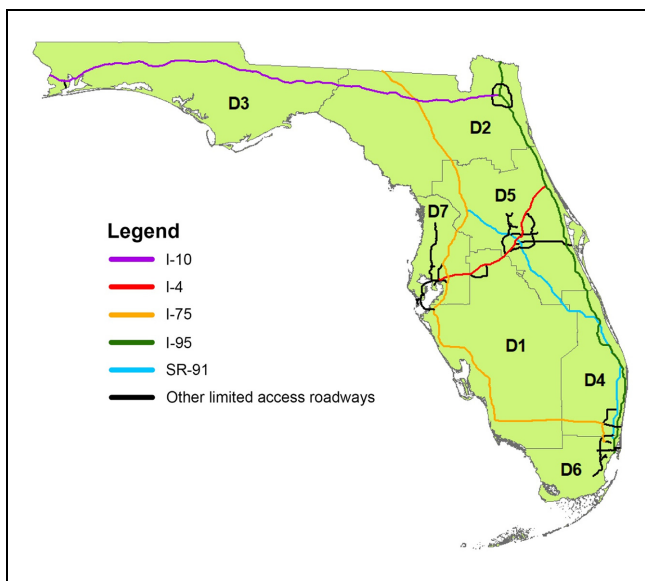 D3
D2
D5
D7
Legend
I-10
I-4
I-75
I-95
SR-91
Other limited access roadways
D1
D4
D6